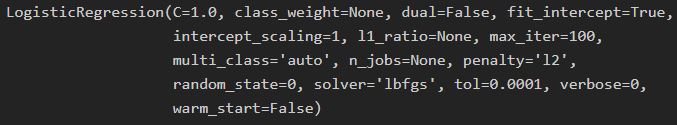 LogisticRegression(C=1.0, class_weight=None, dual=False, fit_intercept=True,
intercept_scaling=1, l1_ratio=None, max_iter=100,
multi_class='auto', n_jobs=None, penalty='l2',
random_state=0, solver='lbfgs', tol=0.0001, verbose=0,
warm_start=False)